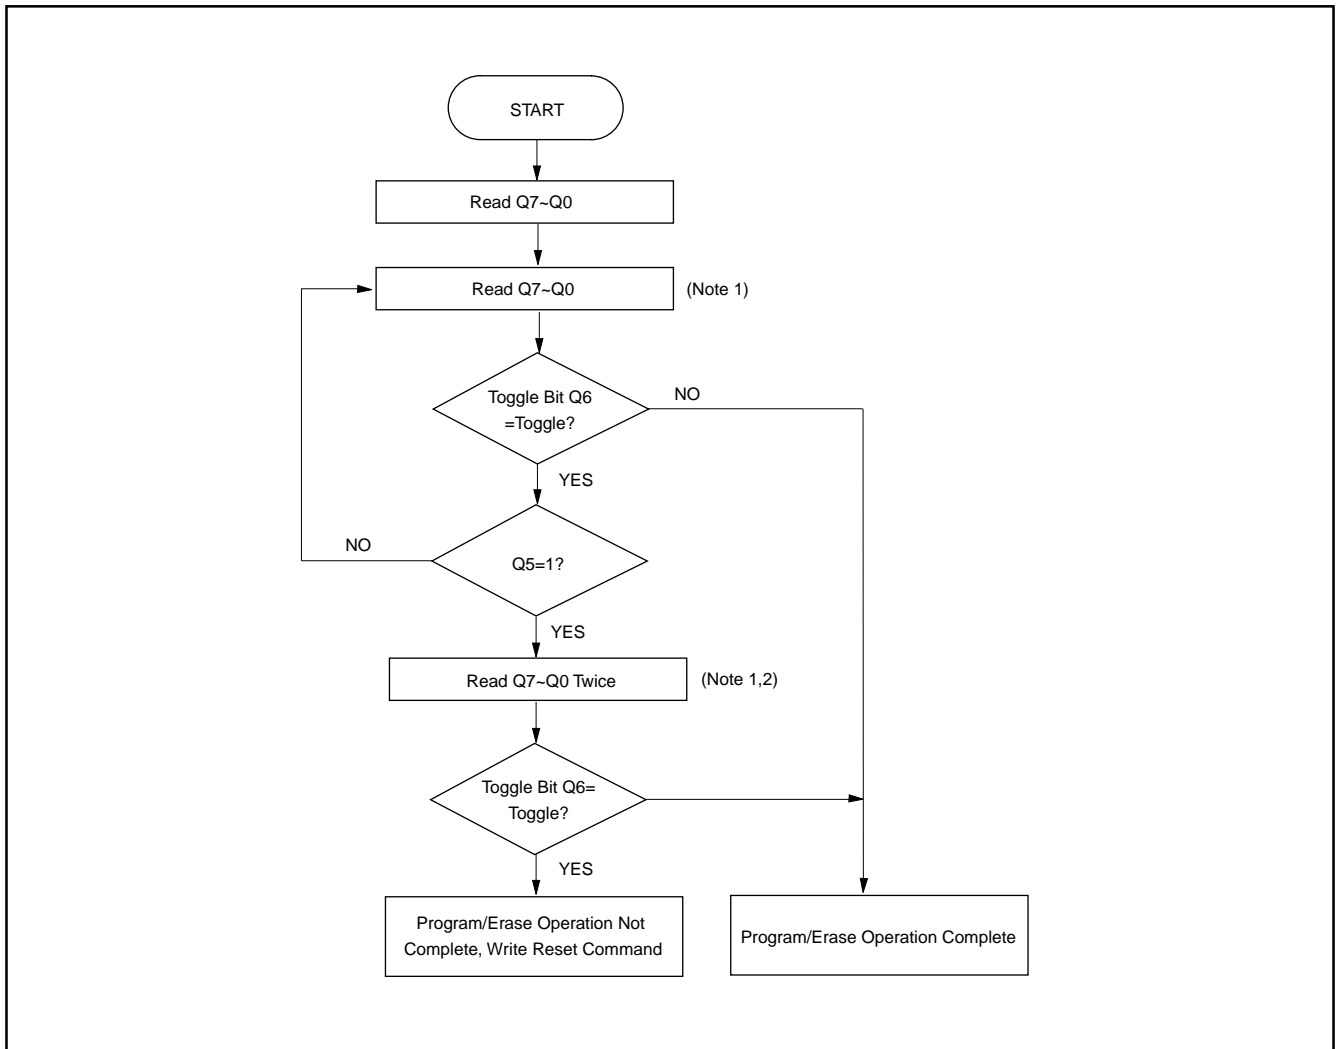 START
Read Q7~Q0
Read Q7~Q0
(Note 1)
Toggle Bit Q6
=Toggle?
NO
YES
NO
Q5=1?
YES
Read Q7~Q0 Twice
(Note 1,2)
Toggle Bit Q6=
Toggle?
YES
Program/Erase Operation Not
Complete, Write Reset Command
Program/Erase Operation Complete